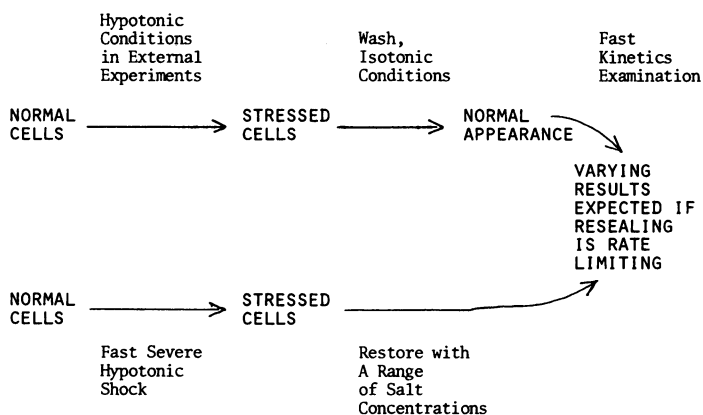 Hypotonic
Conditions
in External
Experiments
Wash,
Isotonic
Conditions
Fast
Kinetics
Examination
NORMAL
CELLS
STRESSED
CELLS
NORMAL
APPEARANCE
VARYING
RESULTS
EXPECTED IF
RESEALING
IS RATE
LIMITING
NORMAL
CELLS
STRESSED
CELLS
Fast Severe
Hypotonic
Shock
Restore with
A Range
of Salt
Concentrations